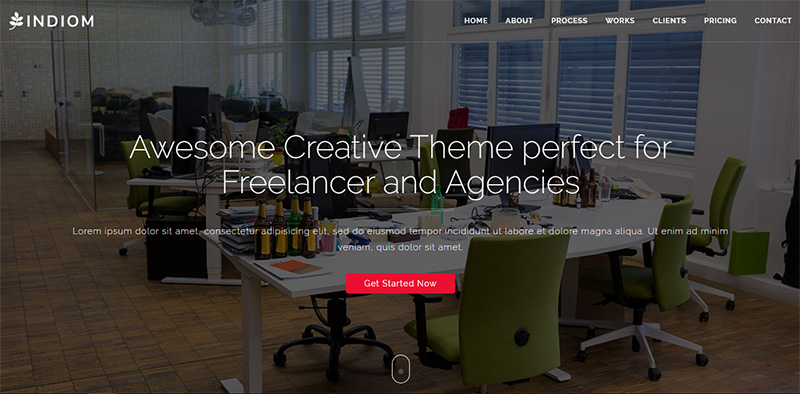 INDIOM
HOME ABOUT PROCESS WORKS CLIENTS PRICING CONTACT
Awesome Creative Theme perfect for
Freelancer and Agencies
Lorem ipsum dolor sit amet, consectetur adipisicing elit, sed do eiusmod tempor incididunt ut labore et dolore magna aliqua. Ut enim ad minim
veniam, quis dolor sit amet.
Get Started Now